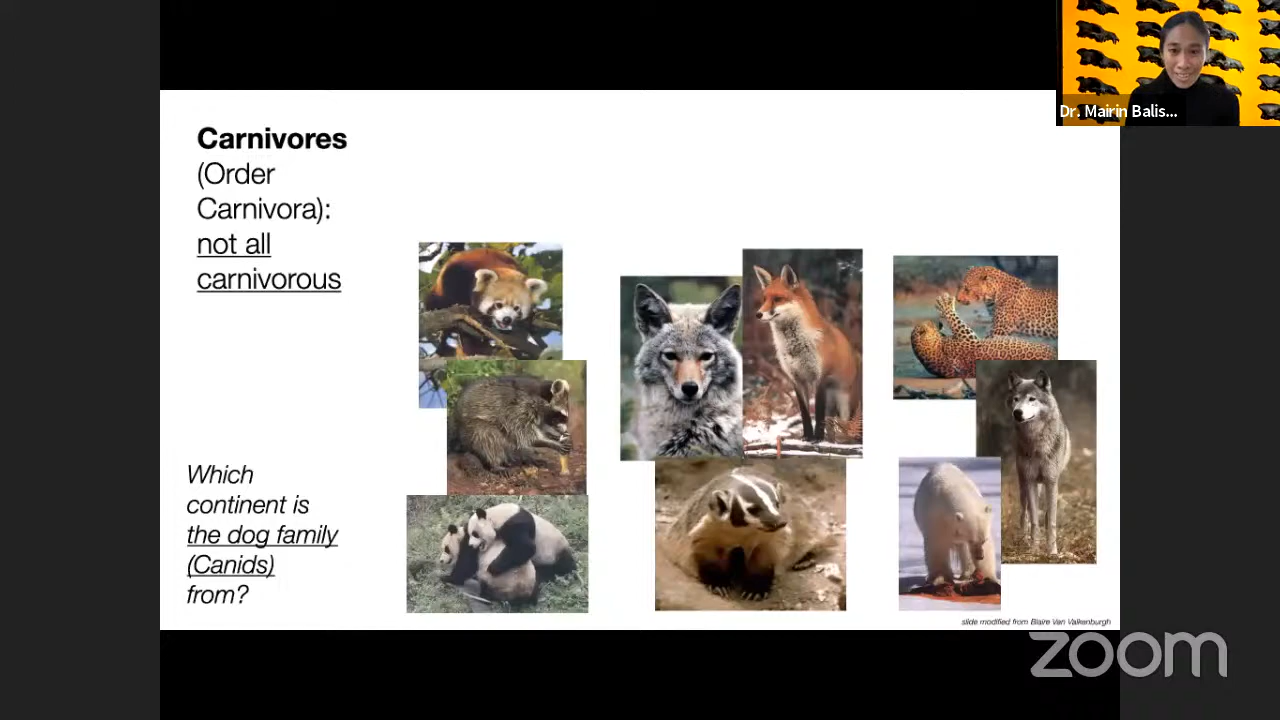 Dr. Mairin Balis...
Carnivores
(Order
Carnivora):
not all
carnivorous
Which
continent is
the dog family
(Canids)
from?
slide modified from Blaire Van Valkenburgh
zoom